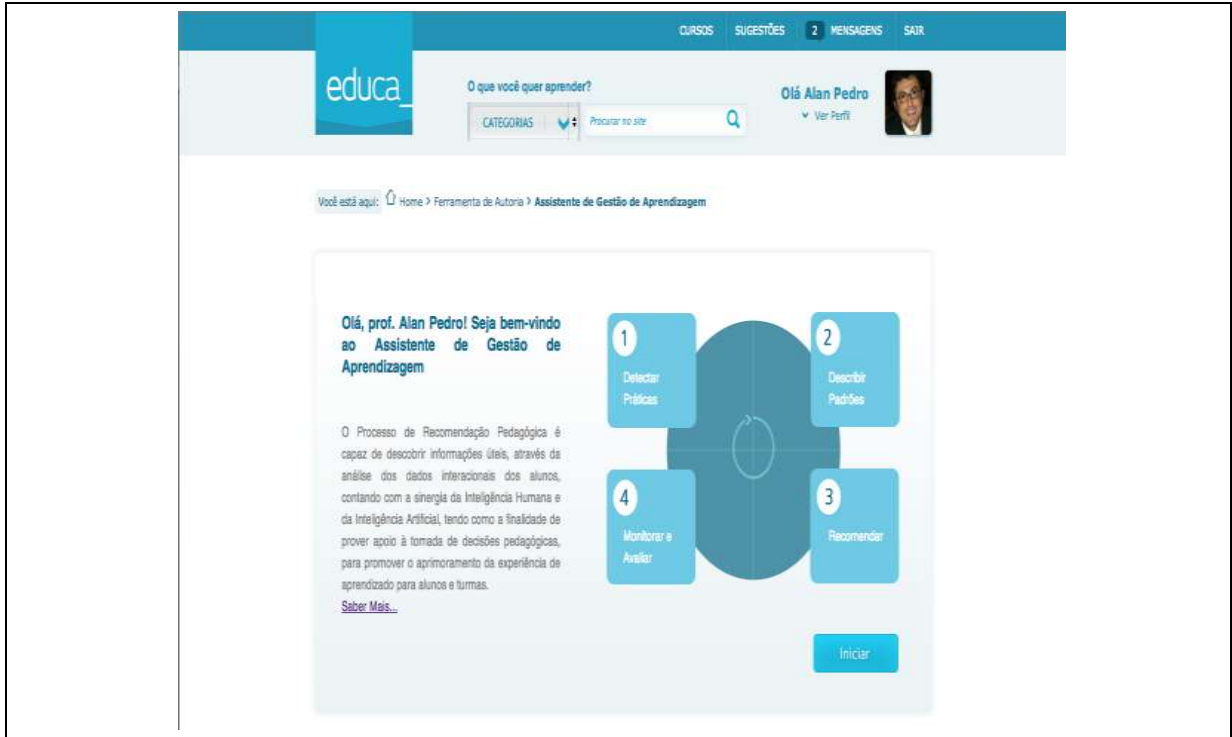 CURSOS SUGESTÕES 2 MENSAGENS SAIR
educa_
O que você quer aprender?
CATEGORIAS
Procurar no site
Olá Alan Pedro
Ver Perfil
Você está aqui: Home > Ferramenta de Autoria > Assistente de Gestão de Aprendizagem
Olá, prof. Alan Pedro! Seja bem-vindo
ao Assistente de Gestão de
Aprendizagem
O Processo de Recomendação Pedagógica é
capaz de descobrir informações úteis, através da
análise dos dados interacionais dos alunos,
contando com a sinergia da Inteligência Humana e
da Inteligência Artificial, tendo como a finalidade de
prover apoio à tomada de decisões pedagógicas,
para promover o aprimoramento da experiência de
aprendizado para alunos e turmas.
Saber Mais...
1
Detectar
Práticas
2
Describir
Padrões
3
Recomendar
4
Monitorar e
Avaliar
Iniciar